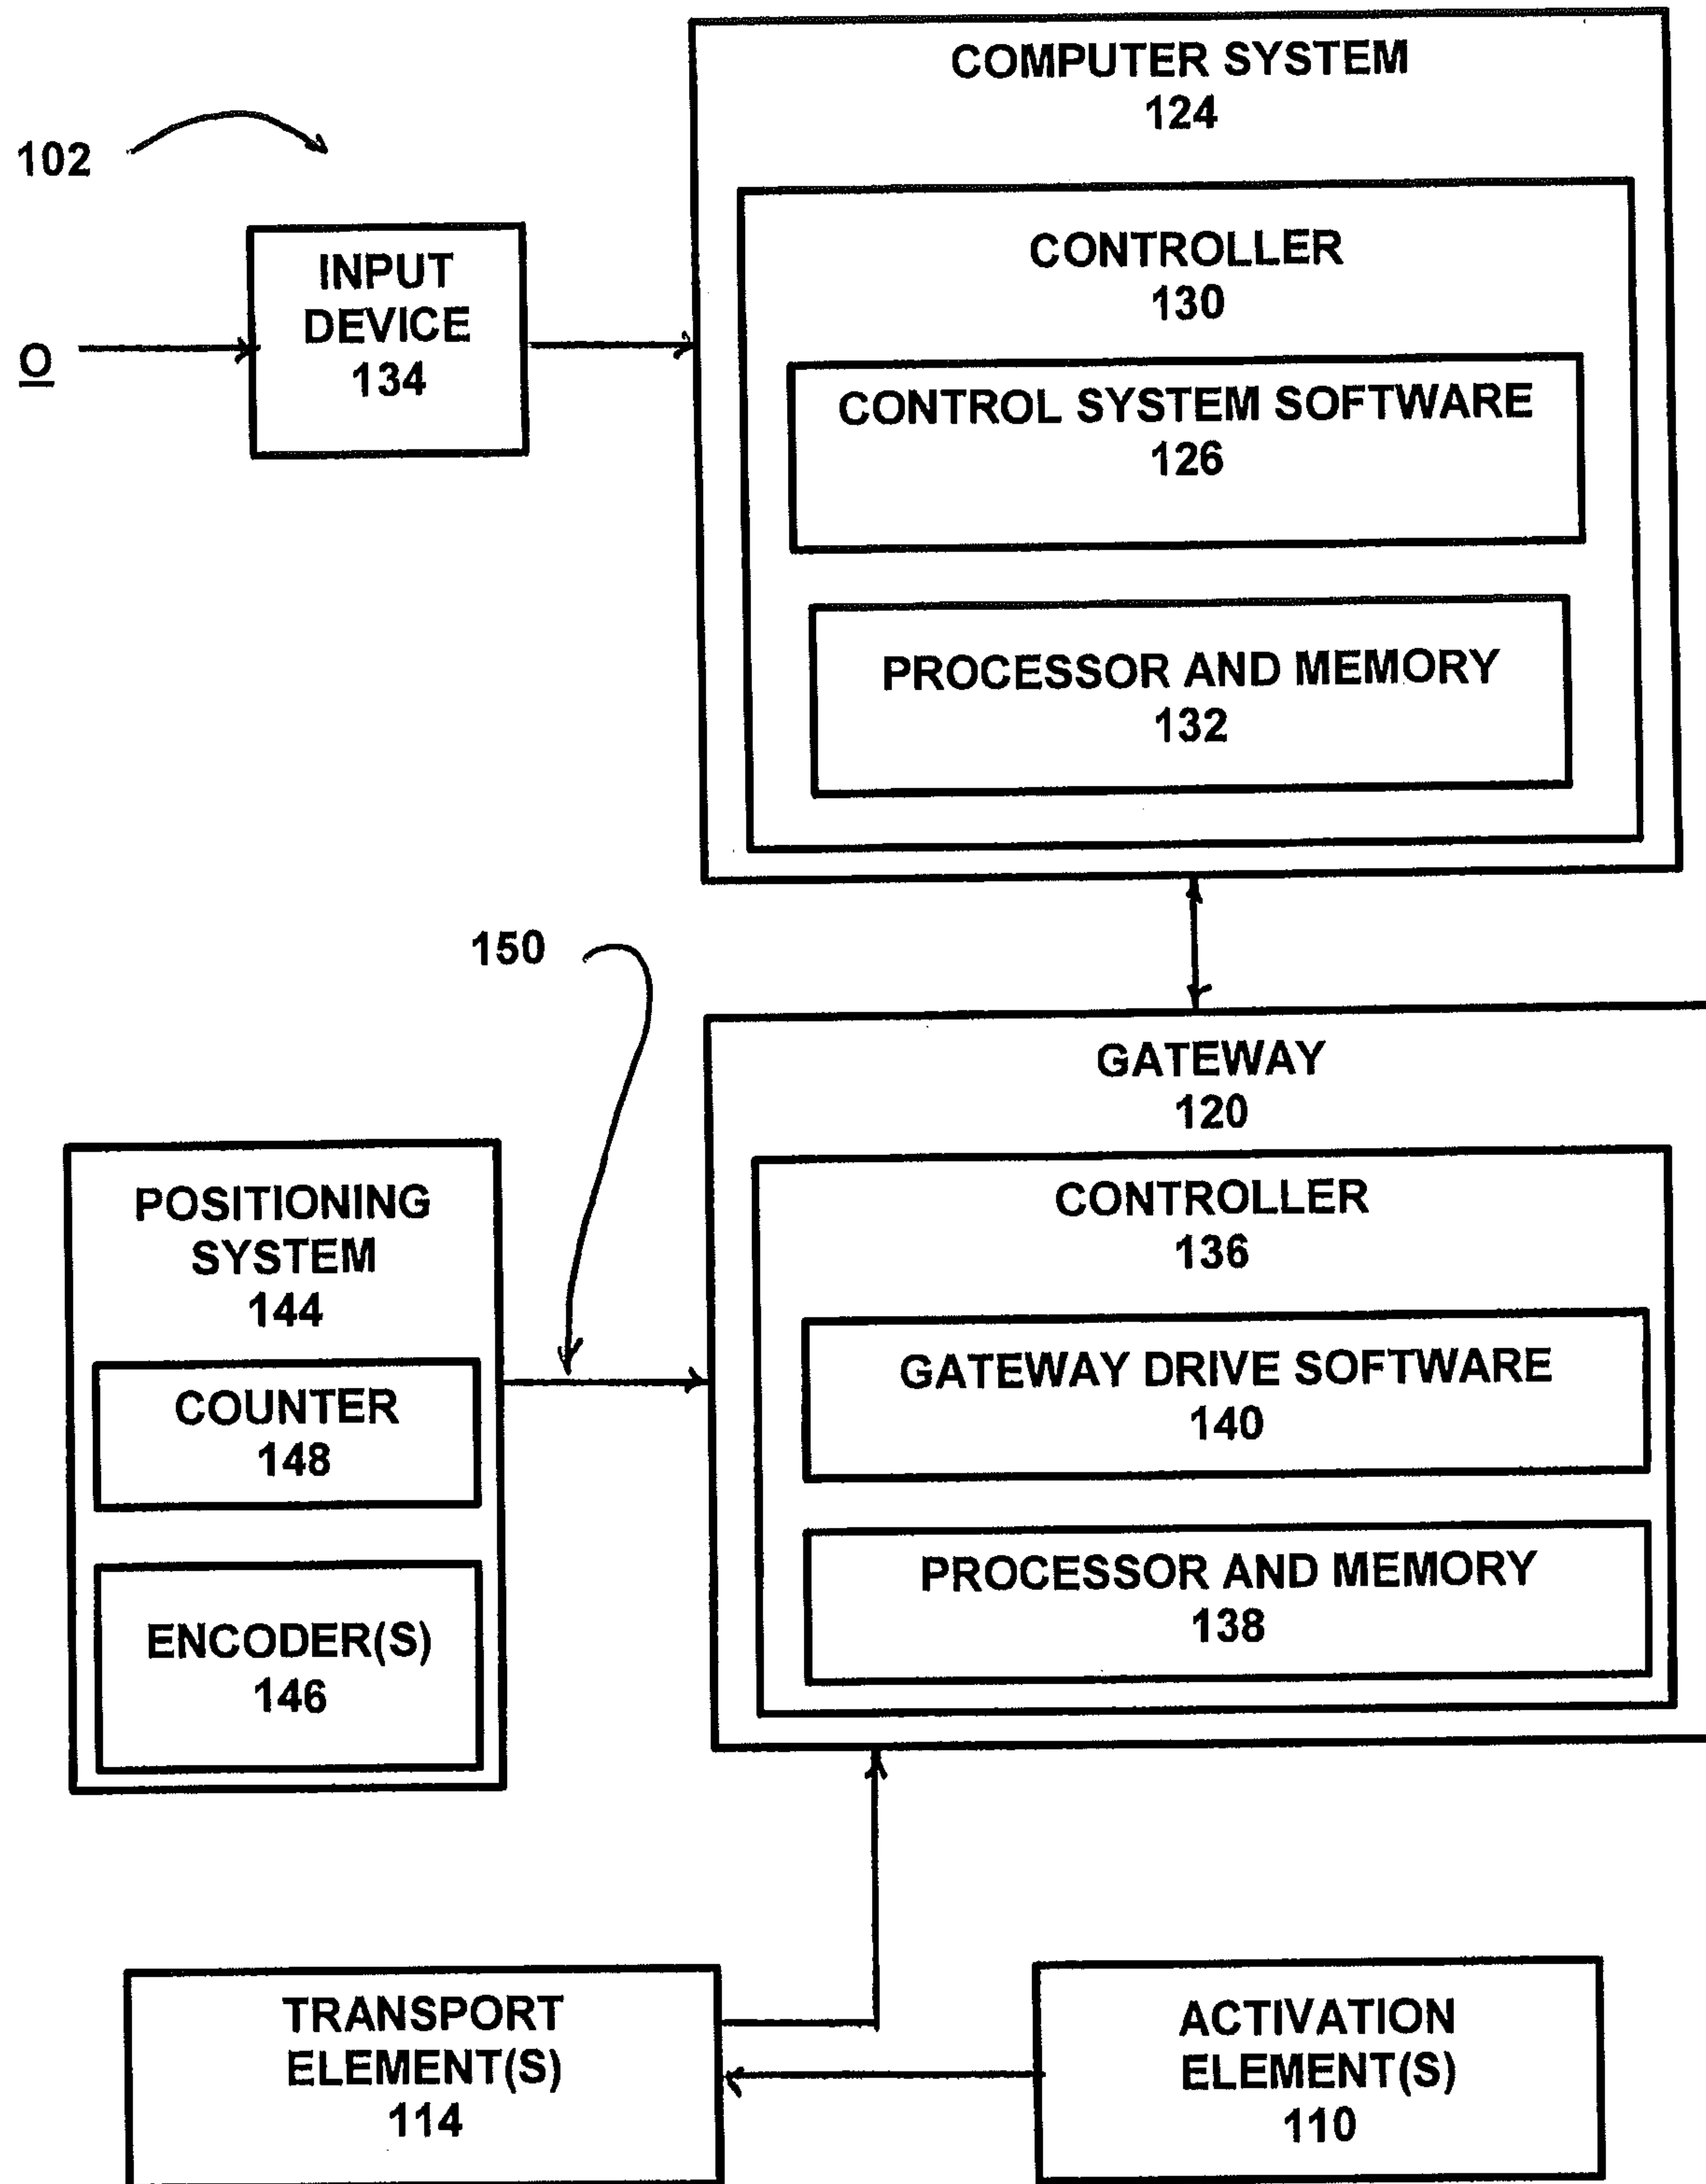 COMPUTER SYSTEM
124
102
CONTROLLER
130
INPUT
DEVICE
134
O
CONTROL SYSTEM SOFTWARE
126
PROCESSOR AND MEMORY
132
150
GATEWAY
120
CONTROLLER
136
POSITIONING
SYSTEM
144
GATEWAY DRIVE SOFTWARE
140
COUNTER
148
PROCESSOR AND MEMORY
138
ENCODER(S)
146
TRANSPORT
ELEMENT(S)
114
ACTIVATION
ELEMENT(S)
110